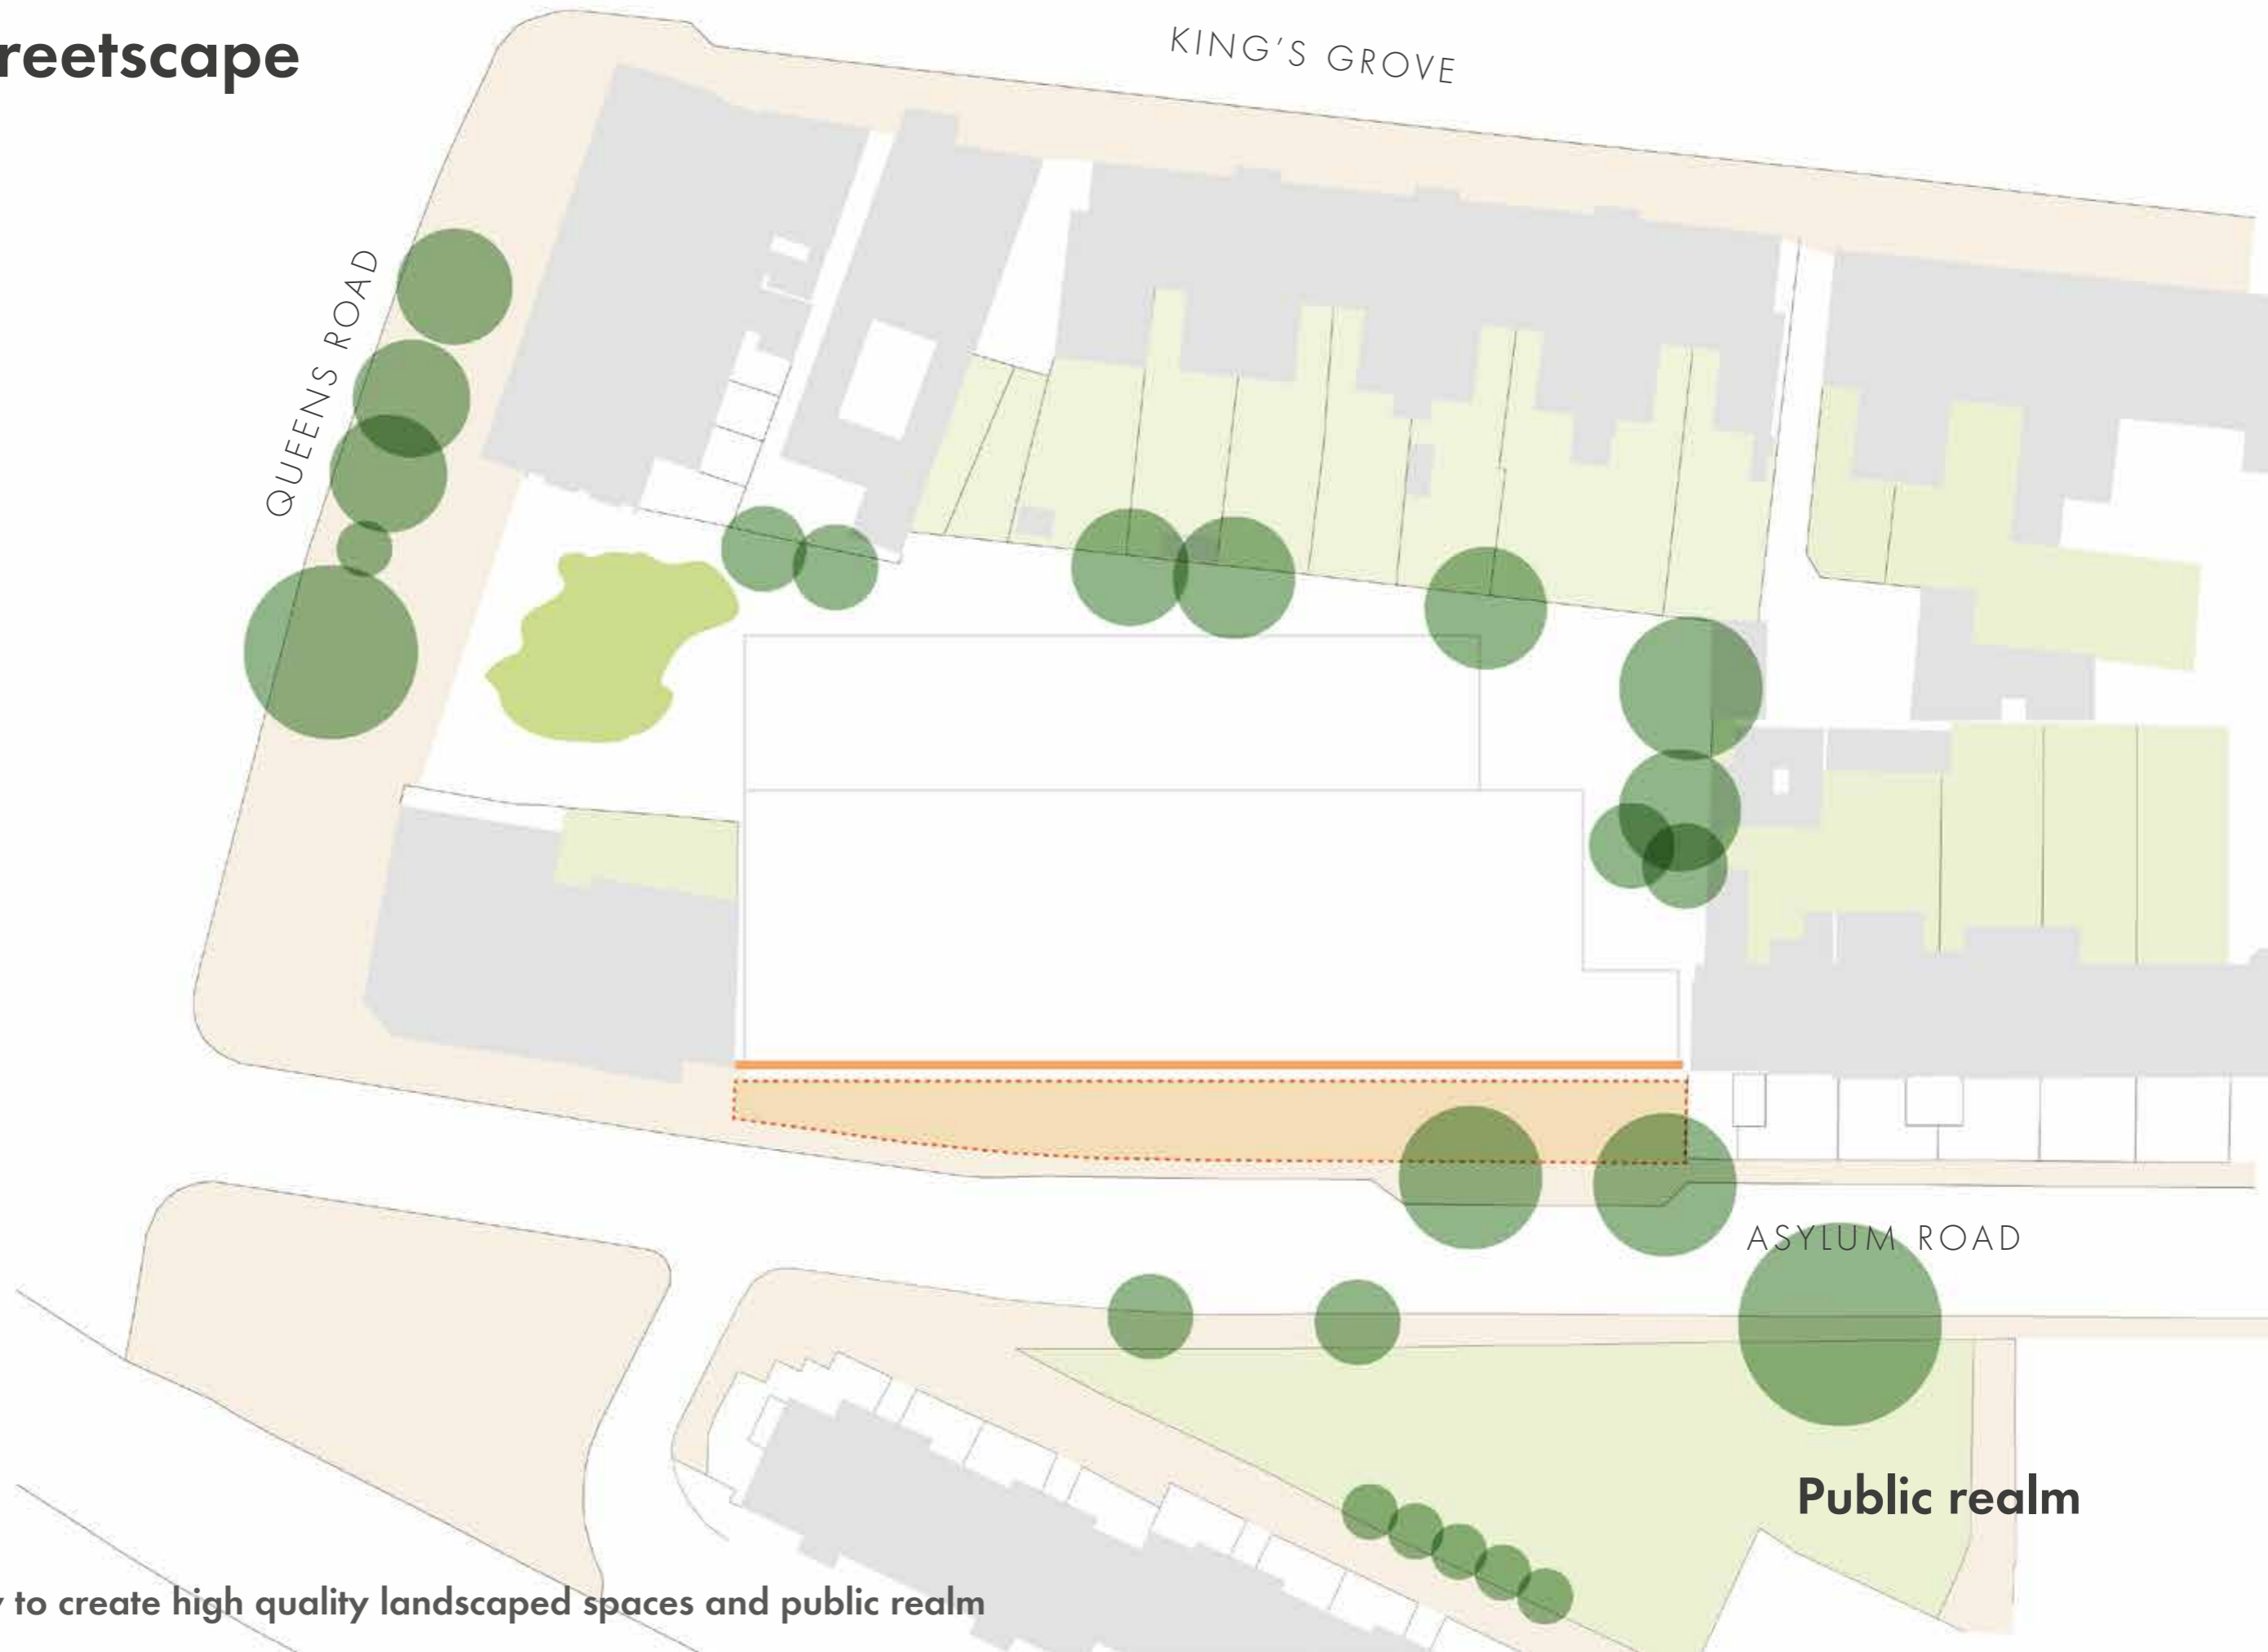 reetscape
KING'S GROVE
QUEENS ROAD
ASYLUM ROAD
Public realm
y to create high quality landscaped spaces and public realm